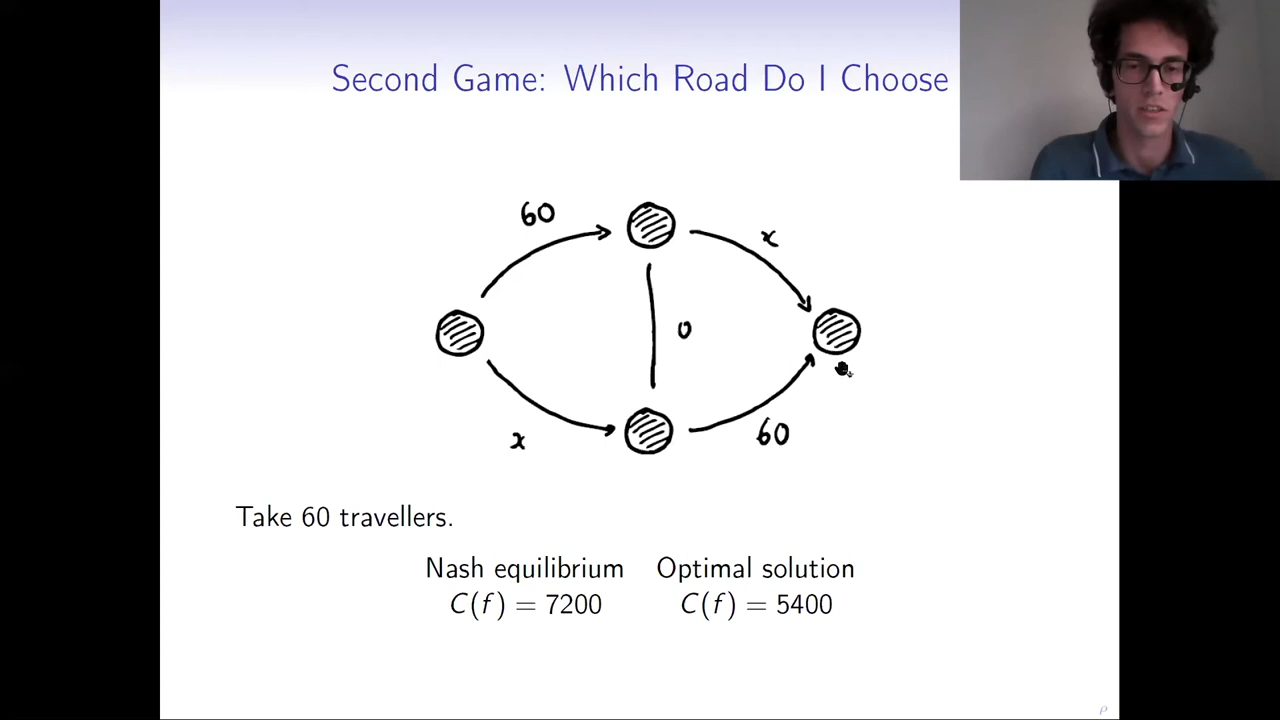 Second Game: Which Road Do I Choose
60
x
0
x
60
Take 60 travellers.
Nash equilibrium Optimal solution
C(f) = 7200 C(f) = 5400
ρ